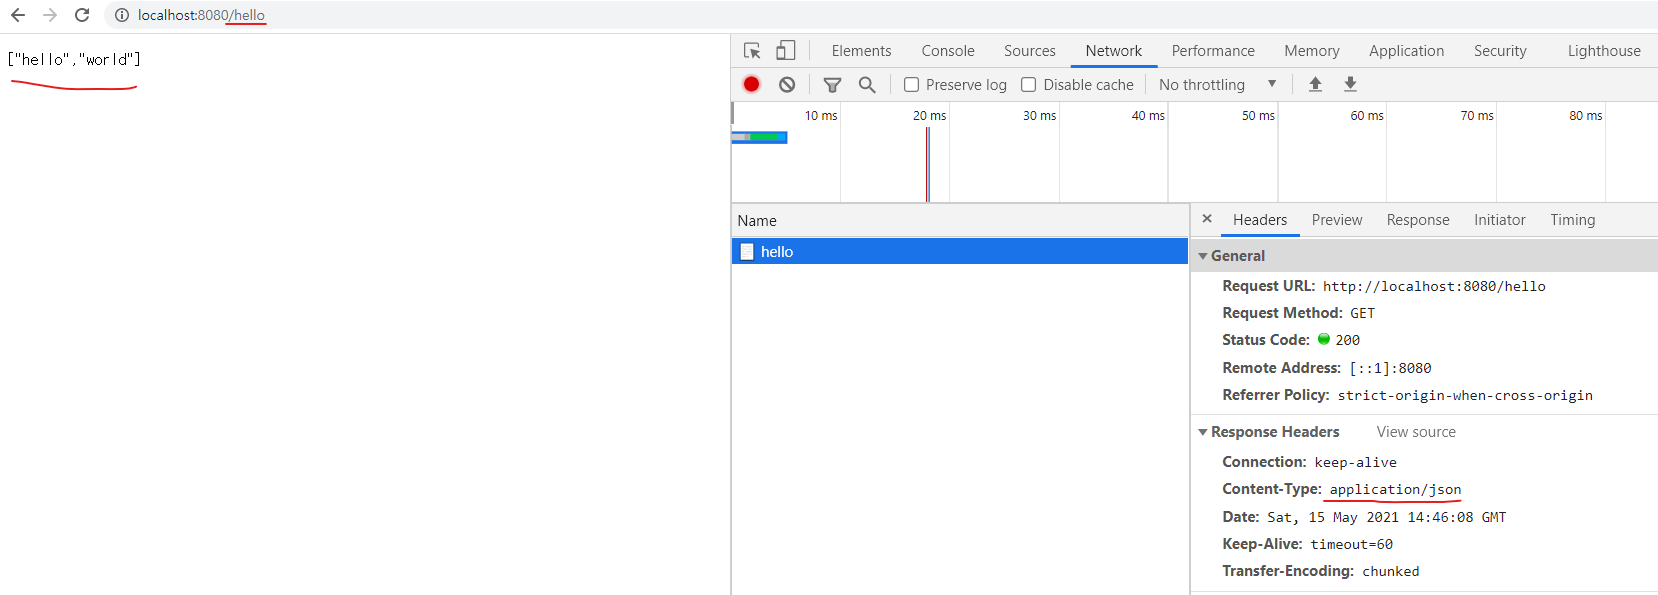 localhost:8080/hello
["hello","world"]
Elements Console Sources Network Performance Memory Application Security Lighthouse
Preserve log Disable cache No throttling
10 ms 20 ms 30 ms 40 ms 50 ms 60 ms 70 ms 80 ms
Name
hello
Headers Preview Response Initiator Timing
General
Request URL: http://localhost:8080/hello
Request Method: GET
Status Code: 200
Remote Address: [::1]:8080
Referrer Policy: strict-origin-when-cross-origin
Response Headers View source
Connection: keep-alive
Content-Type: application/json
Date: Sat, 15 May 2021 14:46:08 GMT
Keep-Alive: timeout=60
Transfer-Encoding: chunked